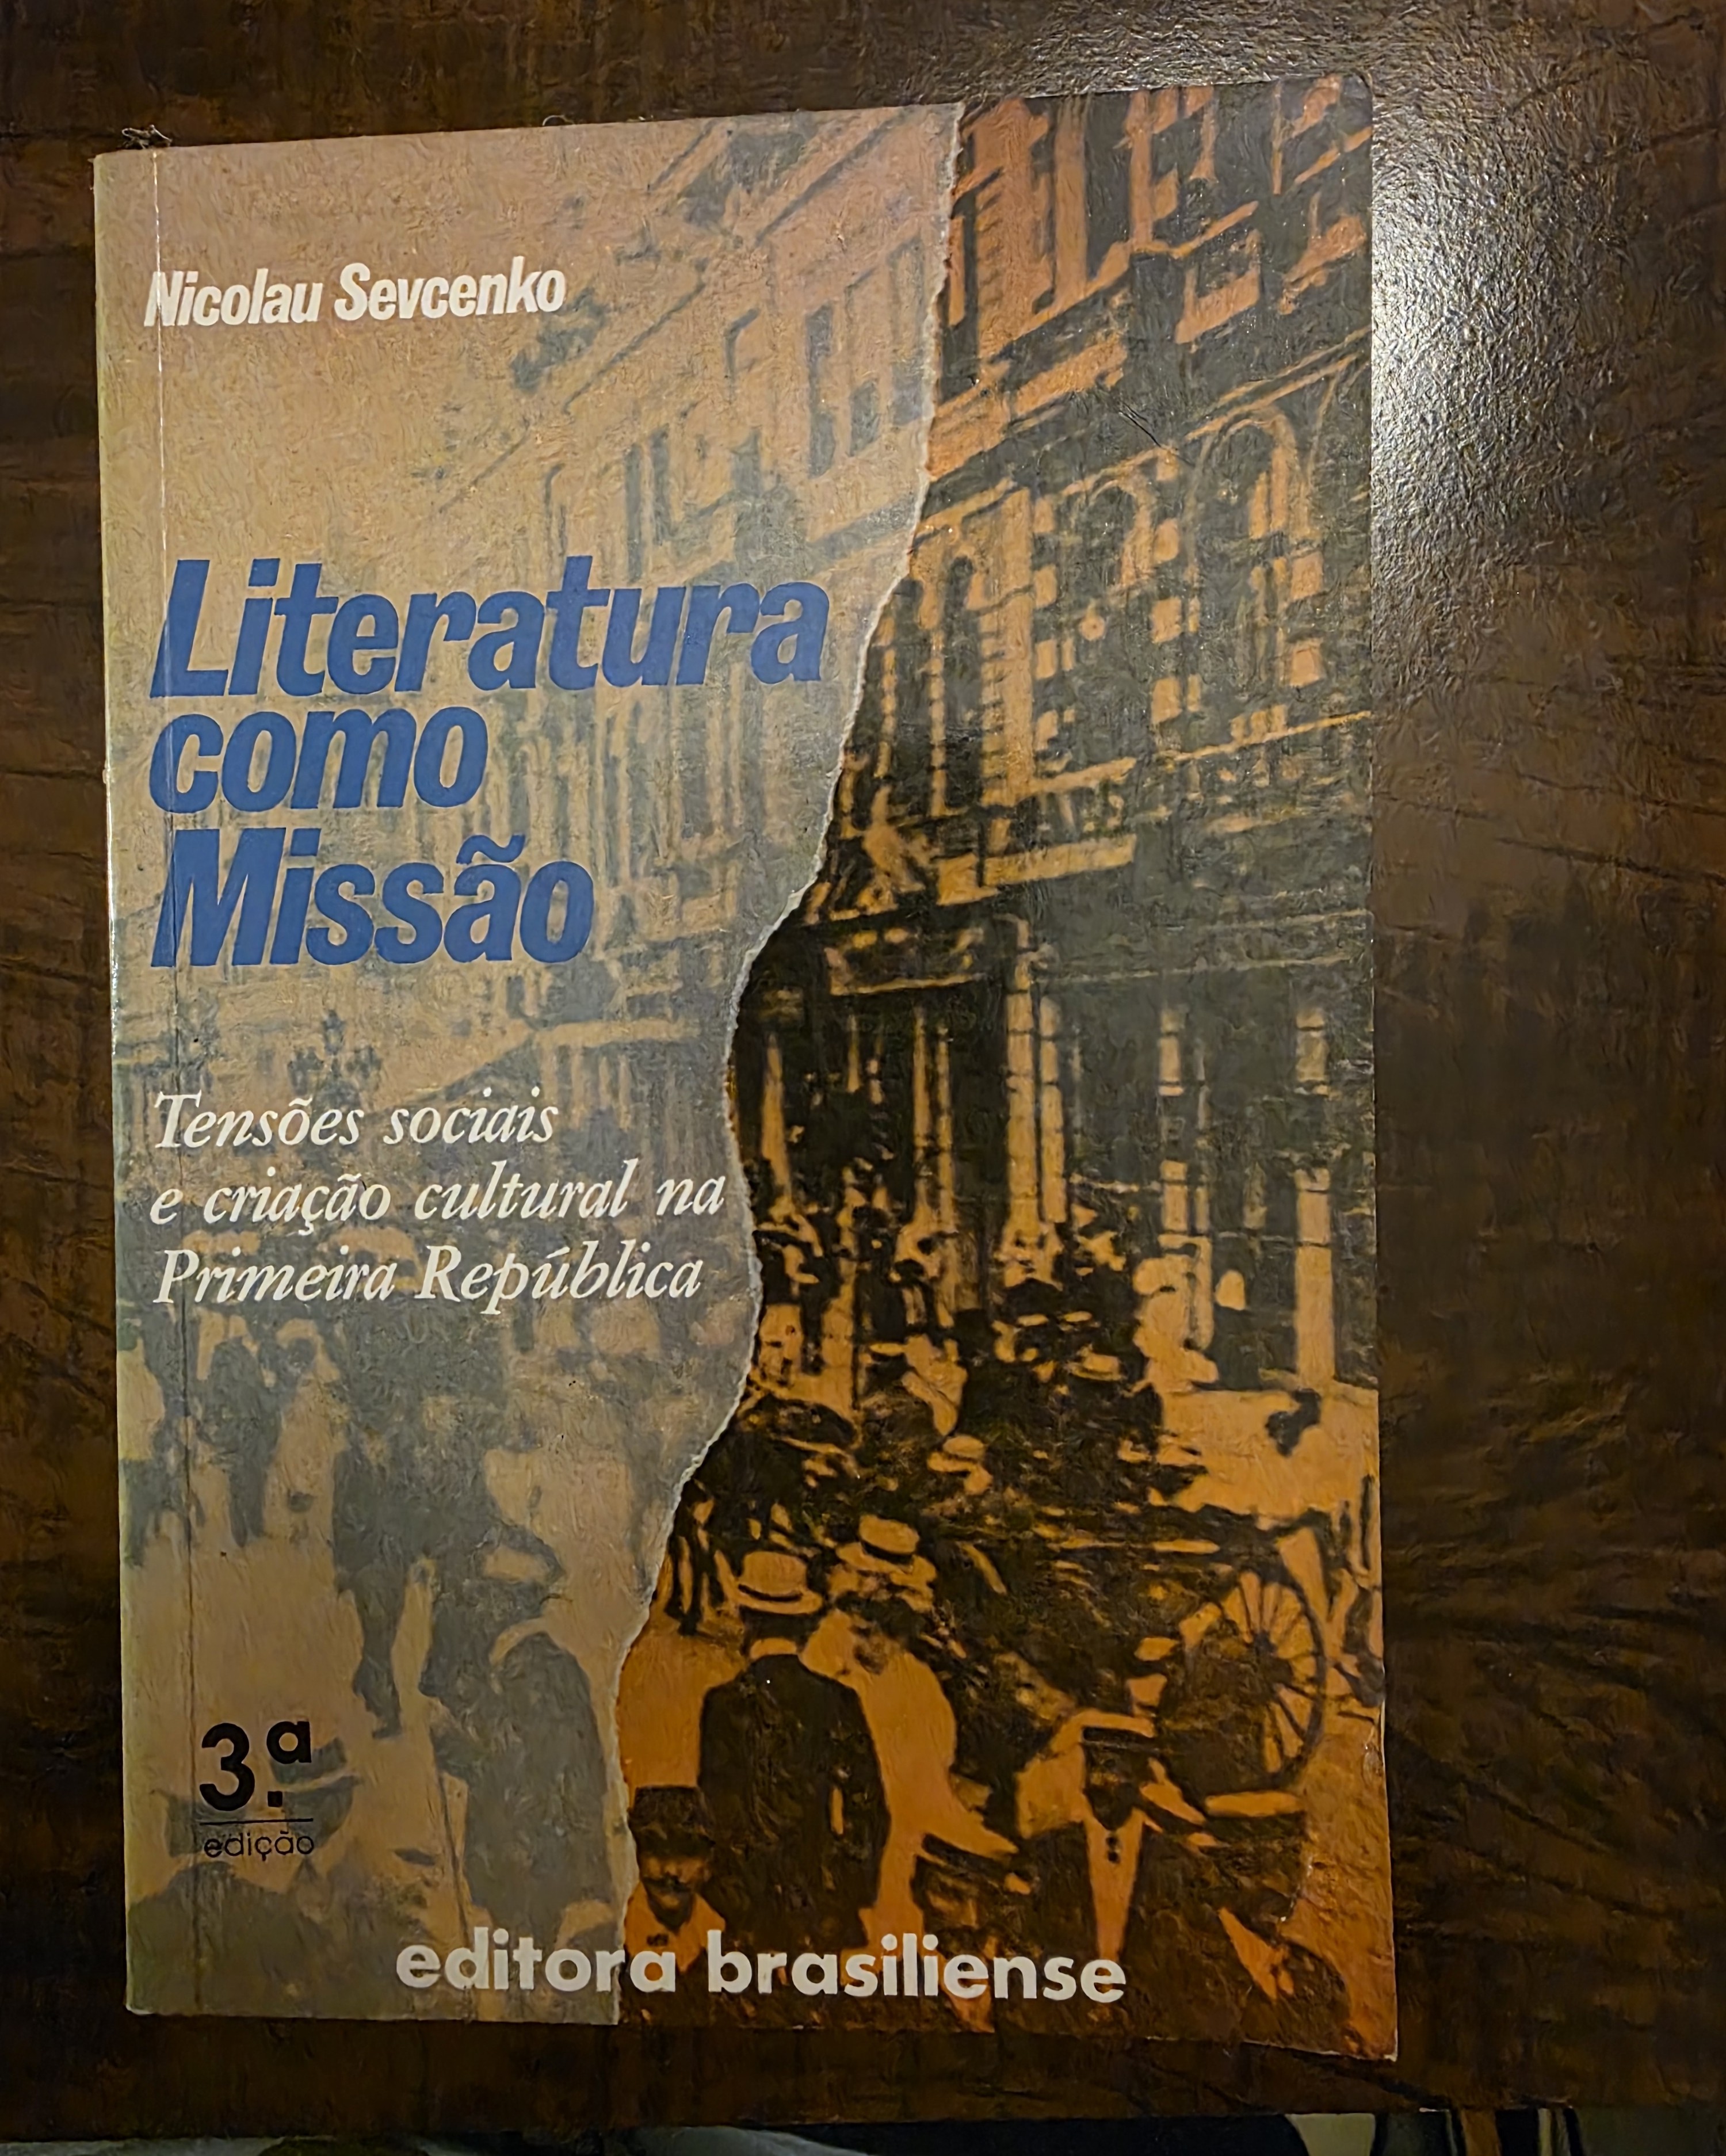 Nicolau Sevcenko
Literatura
como
Missão
Tensões sociais
e criação cultural na
Primeira República
3.ª
edição
editora brasiliense